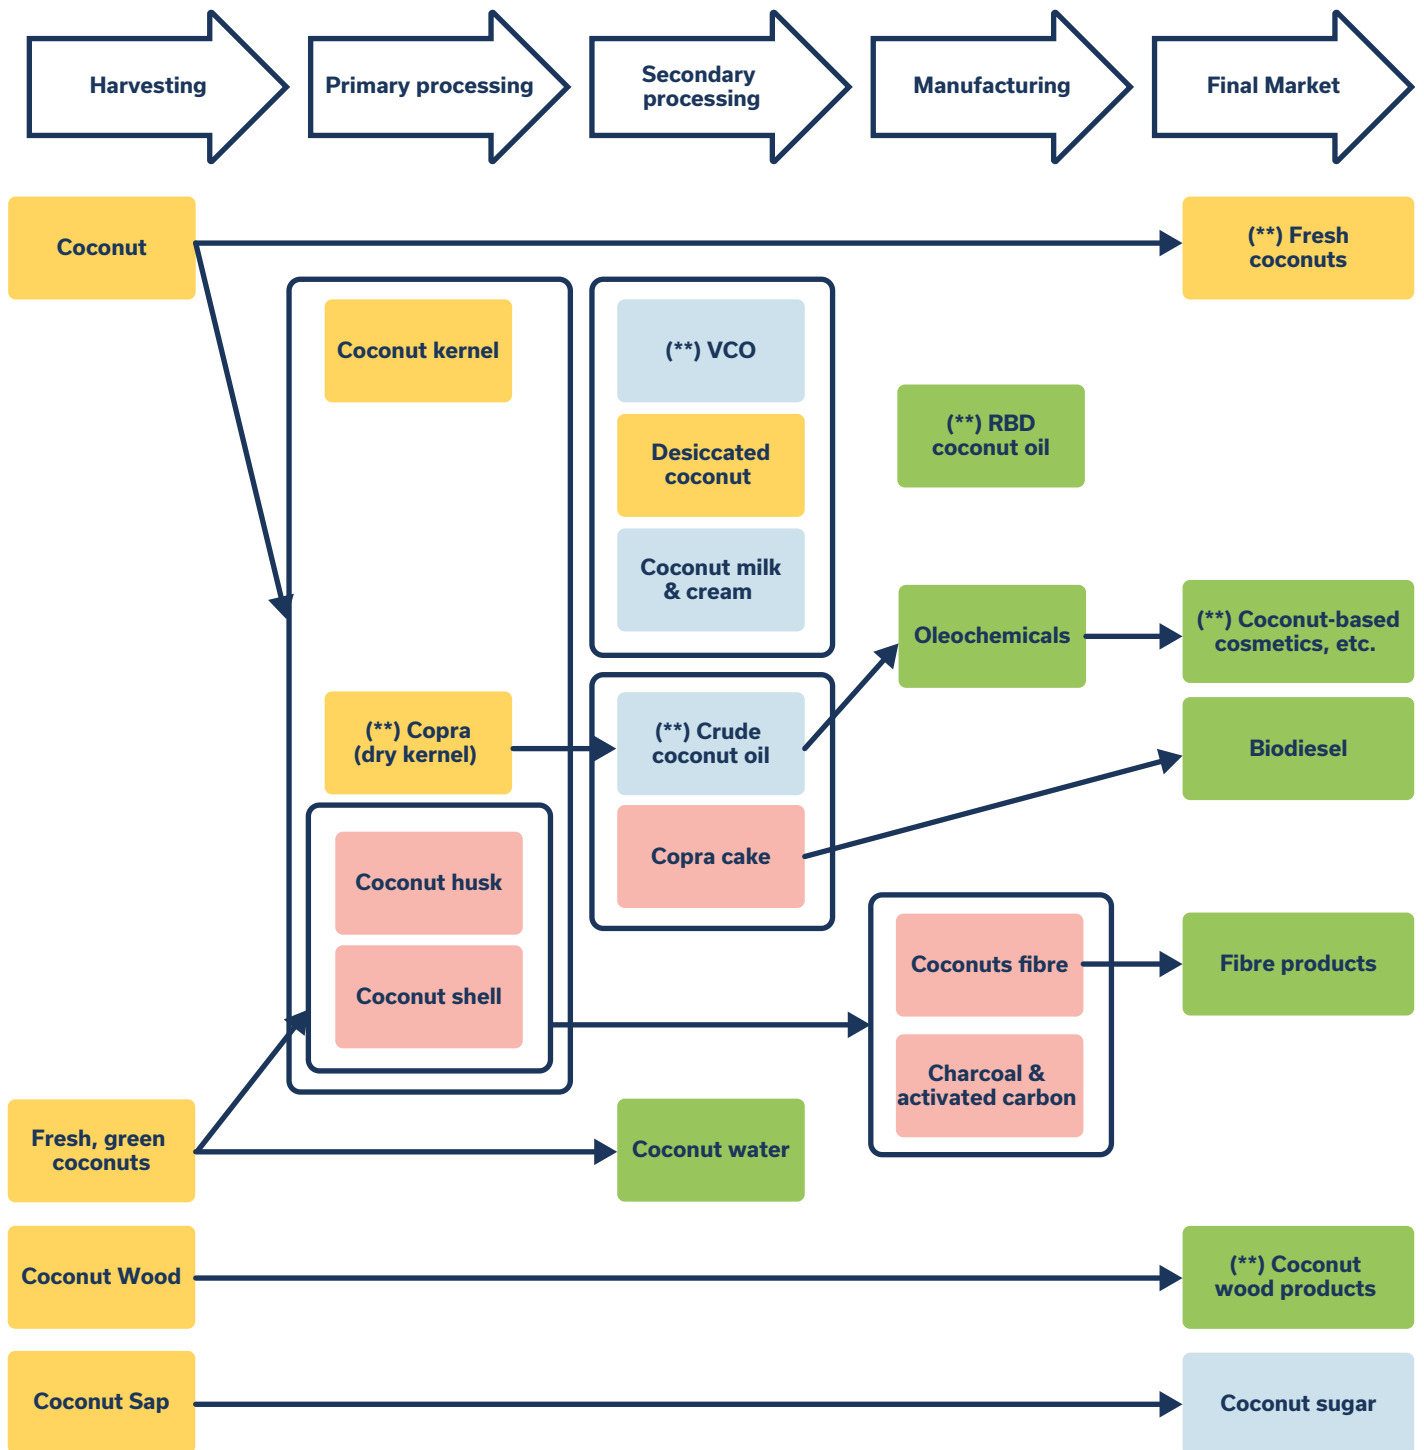 Harvesting
Primary processing
Secondary
processing
Manufacturing
Final Market
Coconut
(**) Fresh
coconuts
Coconut kernel
(**) VCO
(**) RBD
coconut oil
Desiccated
coconut
Coconut milk
& cream
Oleochemicals
(**) Coconut-based
cosmetics, etc.
(**) Copra
(dry kernel)
(**) Crude
coconut oil
Biodiesel
Coconut husk
Copra cake
Coconut shell
Coconuts fibre
Fibre products
Charcoal &
activated carbon
Fresh, green
coconuts
Coconut water
Coconut Wood
(**) Coconut
wood products
Coconut Sap
Coconut sugar